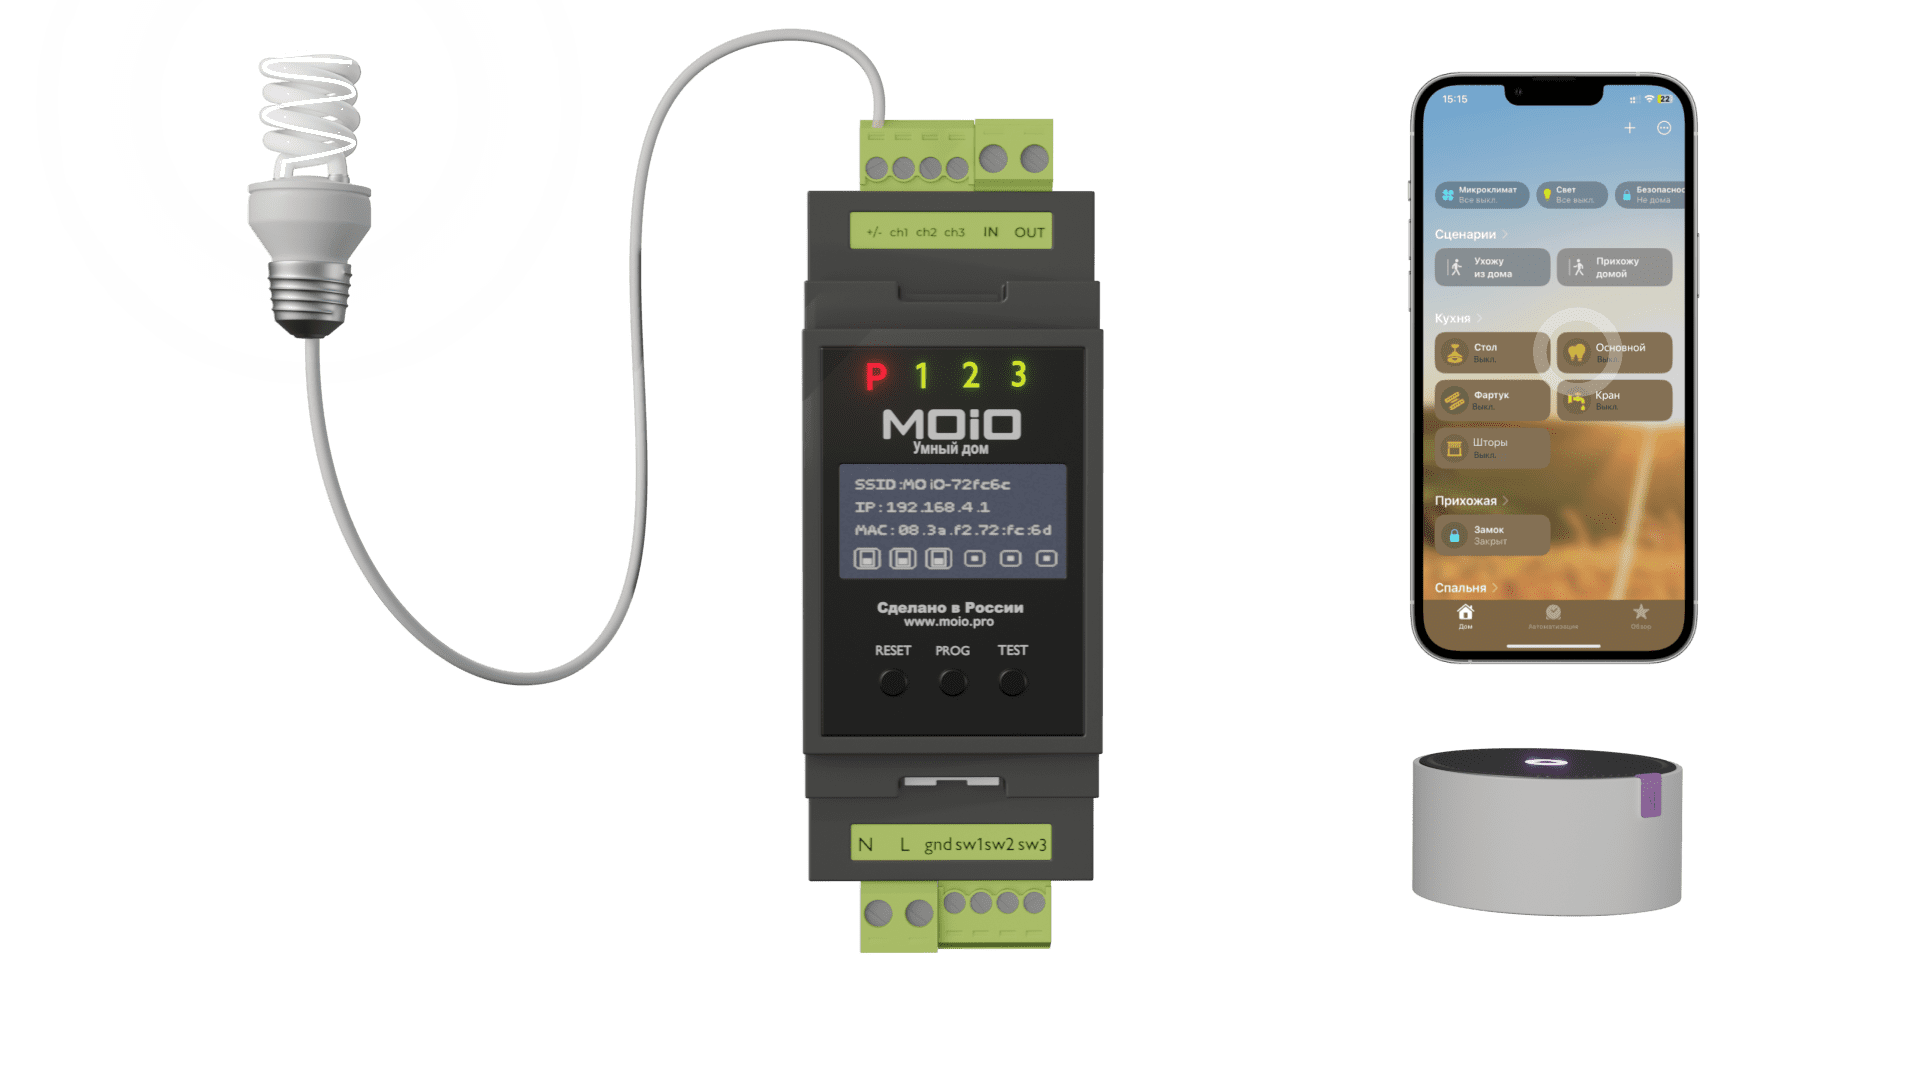 +/- ch1 ch2 ch3 IN OUT
P 1 2 3
MOiO
Умный дом
SSID:MOiO-72fc6c
IP:192.168.4.1
MAC:08.3a.f2.72:fc:6d
Сделано в России
www.moio.pro
RESET PROG TEST
N L gnd sw1 sw2 sw3
15:15
22
Микроклимат
Все выкл.
Свет
Все выкл.
Безопаснос
Не дома
Сценарии
Ухожу
из дома
Прихожу
домой
Кухня
Стол
Выкл.
Основной
Выкл.
Фартук
Выкл.
Кран
Выкл.
Шторы
Выкл.
Прихожая
Замок
Закрыт
Спальня
Дом
Автоматизация
Обзор